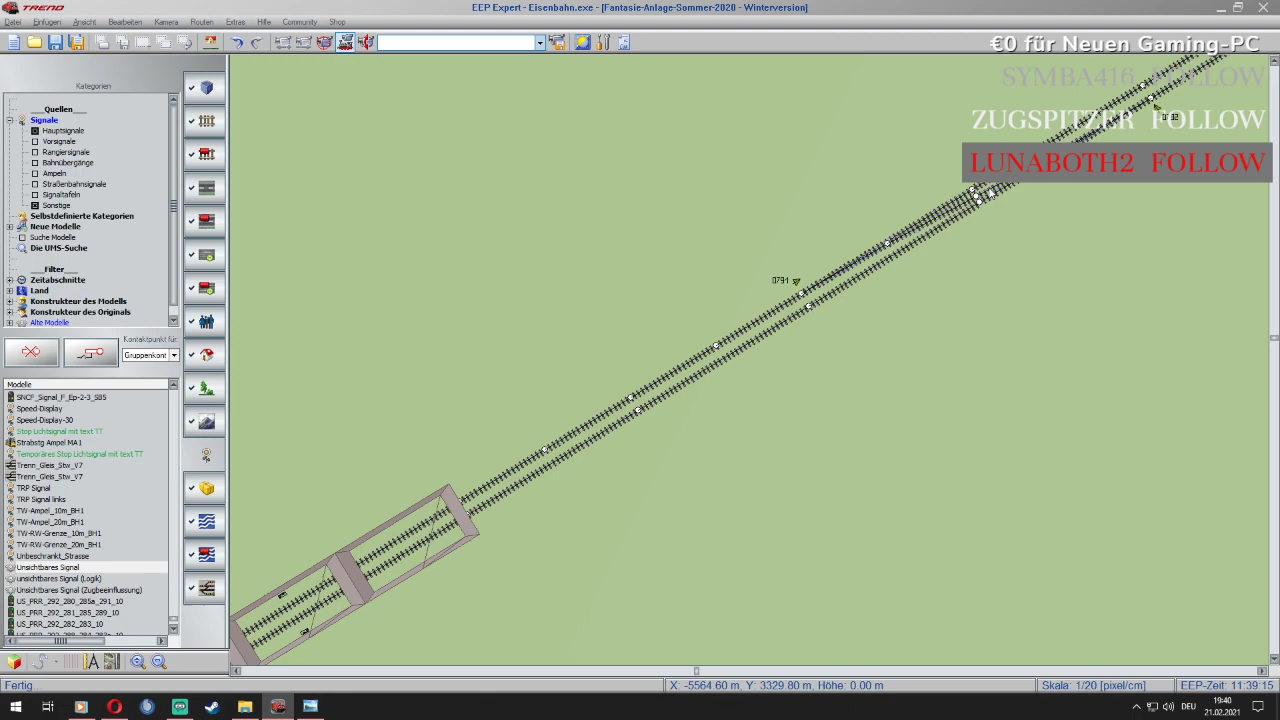 TREND
EEP Expert - Eisenbahn.exe - [Fantasie-Anlage-Sommer-2020 - Winterversion]
Datei Einfügen Ansicht Bearbeiten Kamera Routen Extras Hilfe Community Shop
€0 für Neuen Gaming-PC
SYMBA416 FOLLOW
ZUGSPITZER FOLLOW
LUNABOTH2 FOLLOW
Kategorien
___Quellen___
Signale
Hauptsignale
Vorsignale
Rangiersignale
Bahnübergänge
Ampeln
Straßenbahnsignale
Signaltafeln
Sonstige
Selbstdefinierte Kategorien
Neue Modelle
Suche Modelle
Die UMS-Suche
___Filter___
Zeitabschnitte
Land
Konstrukteur des Modells
Konstrukteur des Originals
Alte Modelle
Kontaktpunkt für:
Gruppenkont
Modelle
SNCF_Signal_F_Ep-2-3_SBS
Speed-Display
Speed-Display-30
Stop Lichtsignal mit text TT
Strabstg Ampel MA1
Temporäres Stop Lichtsignal mit text TT
Trenn_Gleis_Stw_V7
Trenn_Gleis_Stw_V7
TRP Signal
TRP Signal links
TW-Ampel_10m_BH1
TW-Ampel_20m_BH1
TW-RW-Grenze_10m_BH1
TW-RW-Grenze_20m_BH1
Unbeschrankt_Strasse
Unsichtbares Signal
unsichtbares Signal (Logik)
Unsichtbares Signal (Zugbeeinflussung)
US_PRR_292_280_285a_291_10
US_PRR_292_281_285_289_10
US_PRR_292_282_283_10
Fertig...
X: -5564.60 m, Y: 3329.80 m, Höhe: 0.00 m
Skala: 1/20 [pixel/cm]
EEP-Zeit: 11:39:15
DEU
19:40
21.02.2021